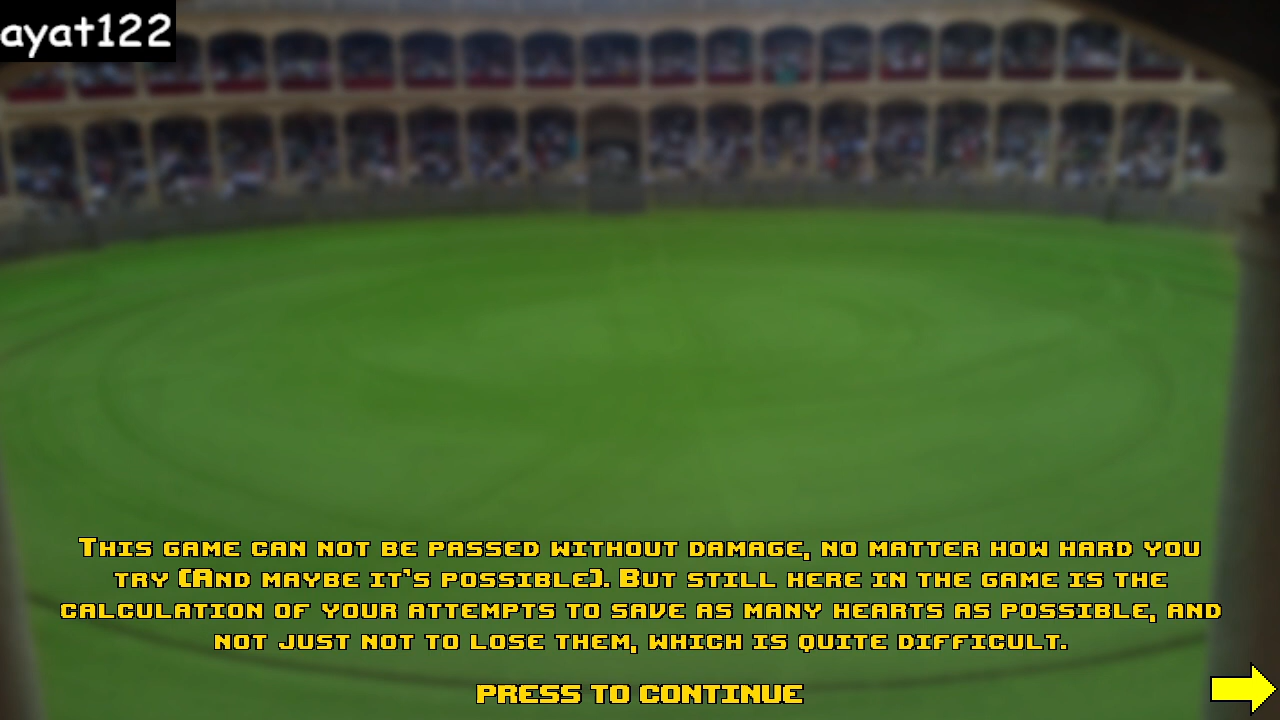 ayat122
This game can not be passed without damage, no matter how hard you
try (And maybe it's possible). But still here in the game is the
calculation of your attempts to save as many hearts as possible, and
not just not to lose them, which is quite difficult.
press to continue